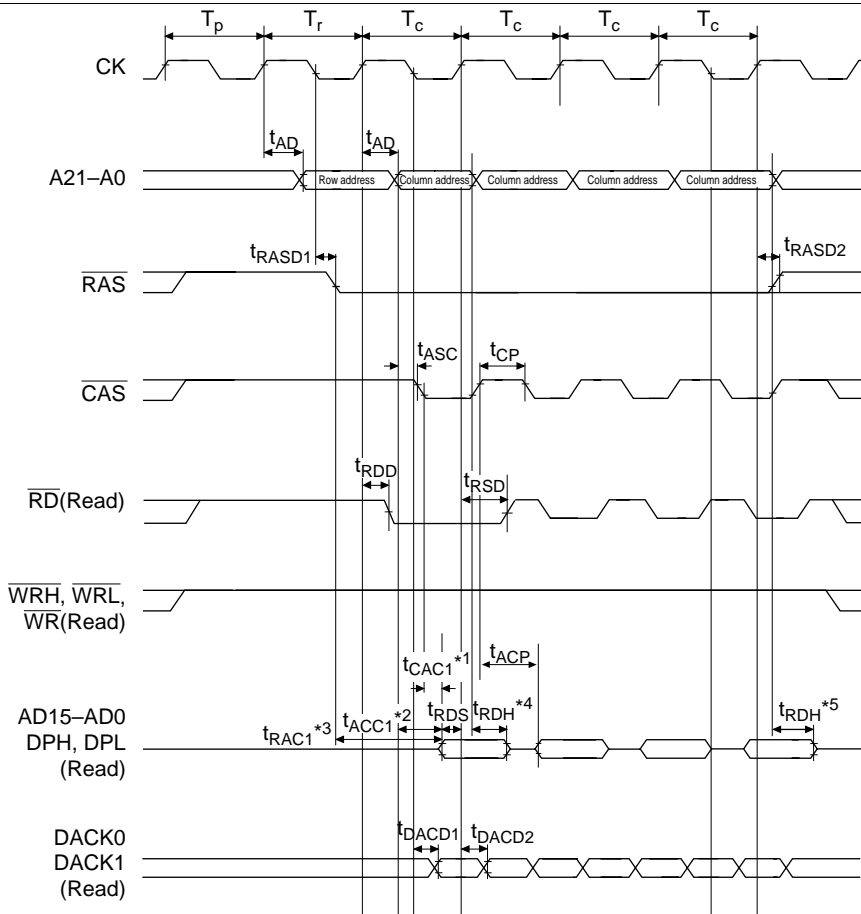 Tp Tr Tc Tc Tc Tc
CK
tAD tAD
A21–A0 Row address Column address Column address Column address Column address
tRASD1 tRASD2
RAS
tASC tCP
CAS
tRDD tRSD
RD(Read)
WRH, WRL,
WR(Read)
tCAC1*1 tACP
AD15–AD0
DPH, DPL
(Read)
tRAC1*3 tACC1*2 tRDS tRDH*4 tRDH*5
DACK0
DACK1
(Read)
tDACD1 tDACD2